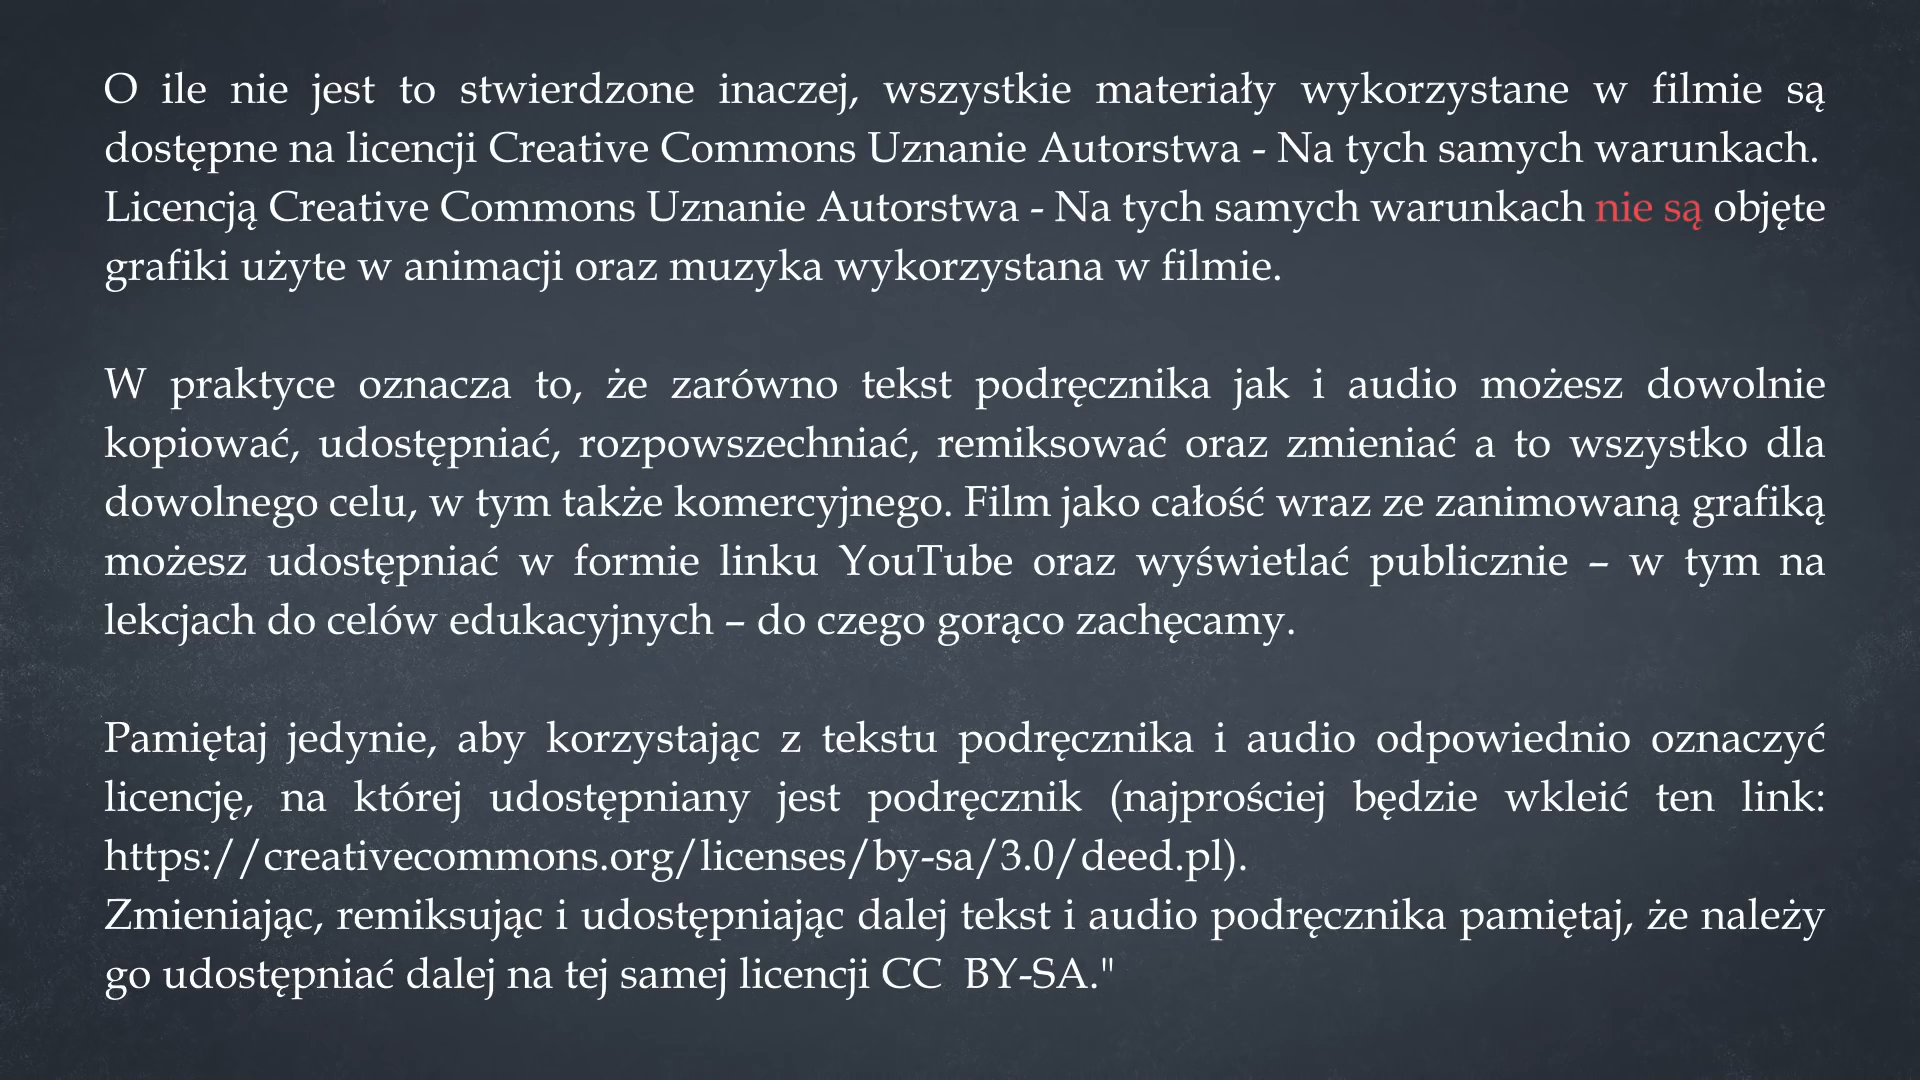 O ile nie jest to stwierdzone inaczej, wszystkie materiały wykorzystane w filmie są
dostępne na licencji Creative Commons Uznanie Autorstwa - Na tych samych warunkach.
Licencją Creative Commons Uznanie Autorstwa - Na tych samych warunkach nie są objęte
grafiki użyte w animacji oraz muzyka wykorzystana w filmie.
W praktyce oznacza to, że zarówno tekst podręcznika jak i audio możesz dowolnie
kopiować, udostępniać, rozpowszechniać, remiksować oraz zmieniać a to wszystko dla
dowolnego celu, w tym także komercyjnego. Film jako całość wraz ze zanimowaną grafiką
możesz udostępniać w formie linku YouTube oraz wyświetlać publicznie – w tym na
lekcjach do celów edukacyjnych – do czego gorąco zachęcamy.
Pamiętaj jedynie, aby korzystając z tekstu podręcznika i audio odpowiednio oznaczyć
licencję, na której udostępniany jest podręcznik (najprościej będzie wkleić ten link:
https://creativecommons.org/licenses/by-sa/3.0/deed.pl).
Zmieniając, remiksując i udostępniając dalej tekst i audio podręcznika pamiętaj, że należy
go udostępniać dalej na tej samej licencji CC  BY-SA."